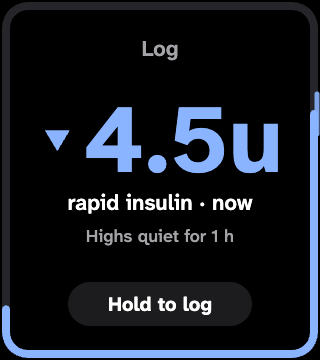 Log
4.5u
rapid insulin · now
Highs quiet for 1 h
Hold to log